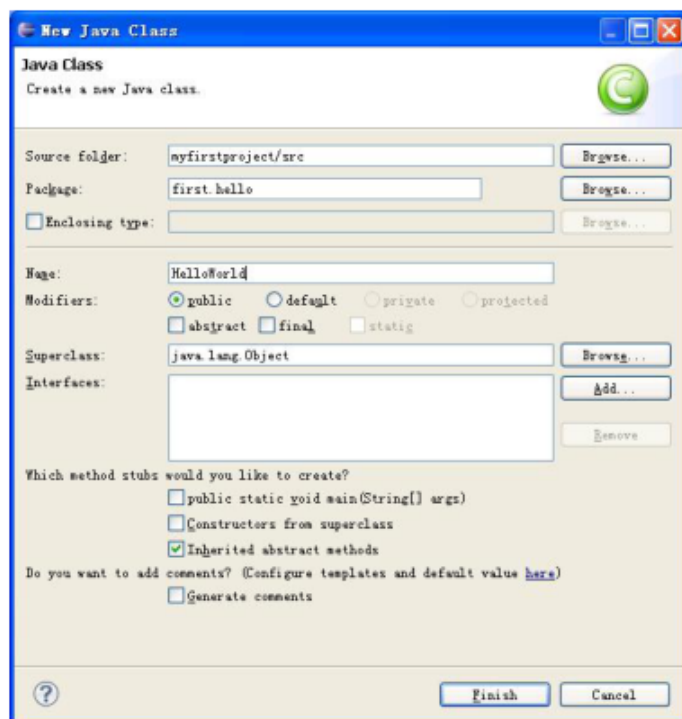 New Java Class
Java Class
Create a new Java class.
C
Source folder: myfirstproject/src Browse...
Package: first.hello Browse...
Enclosing type: Browse...
Name: HelloWorld
Modifiers: public default private protected
abstract final static
Superclass: java.lang.Object Browse...
Interfaces: Add...
Remove
Which method stubs would you like to create?
public static void main(String[] args)
Constructors from superclass
Inherited abstract methods
Do you want to add comments? (Configure templates and default value here)
Generate comments
? Finish Cancel